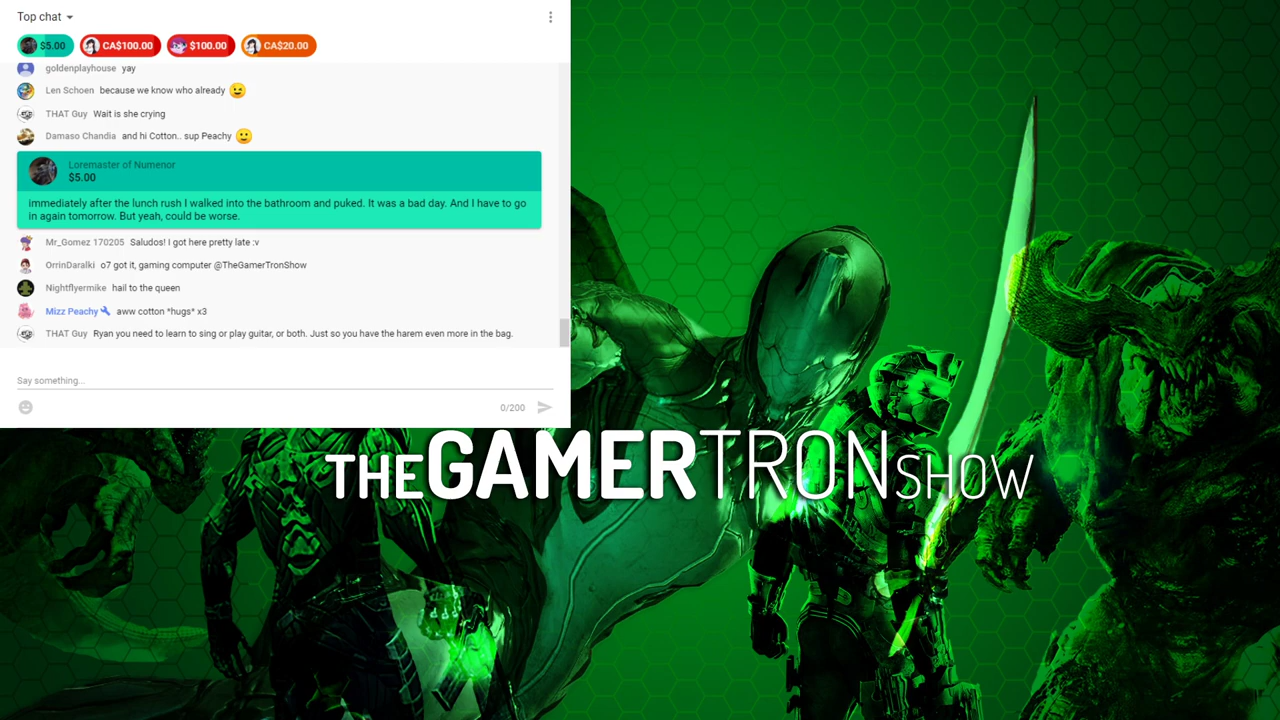 Top chat
$5.00 CA$100.00 $100.00 CA$20.00
goldenplayhouse yay
Len Schoen because we know who already
THAT Guy Wait is she crying
Damaso Chandia and hi Cotton.. sup Peachy
Loremaster of Numenor
$5.00
immediately after the lunch rush I walked into the bathroom and puked. It was a bad day. And I have to go
in again tomorrow. But yeah, could be worse.
Mr_Gomez 170205 Saludos! I got here pretty late :v
OrrinDaralki o7 got it, gaming computer @TheGamerTronShow
Nightflyermike hail to the queen
Mizz Peachy aww cotton *hugs* x3
THAT Guy Ryan you need to learn to sing or play guitar, or both. Just so you have the harem even more in the bag.
Say something...
0/200
THEGAMERTRONSHOW